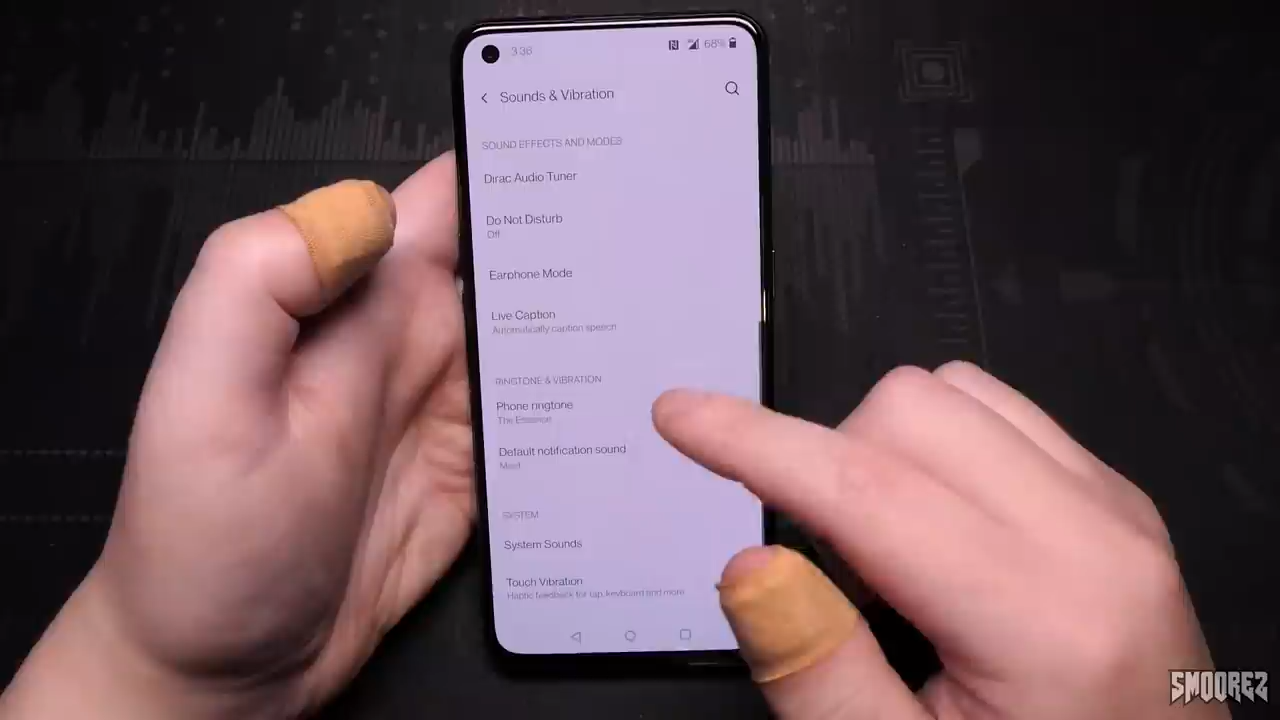 3:36
68%
Sounds & Vibration
SOUND EFFECTS AND MODES
Dirac Audio Tuner
Do Not Disturb
Off
Earphone Mode
Live Caption
Automatically caption speech
RINGTONE & VIBRATION
Phone ringtone
The Essence
Default notification sound
Meet
SYSTEM
System Sounds
Touch Vibration
Haptic feedback for tap, keyboard and more
SMOOREZ